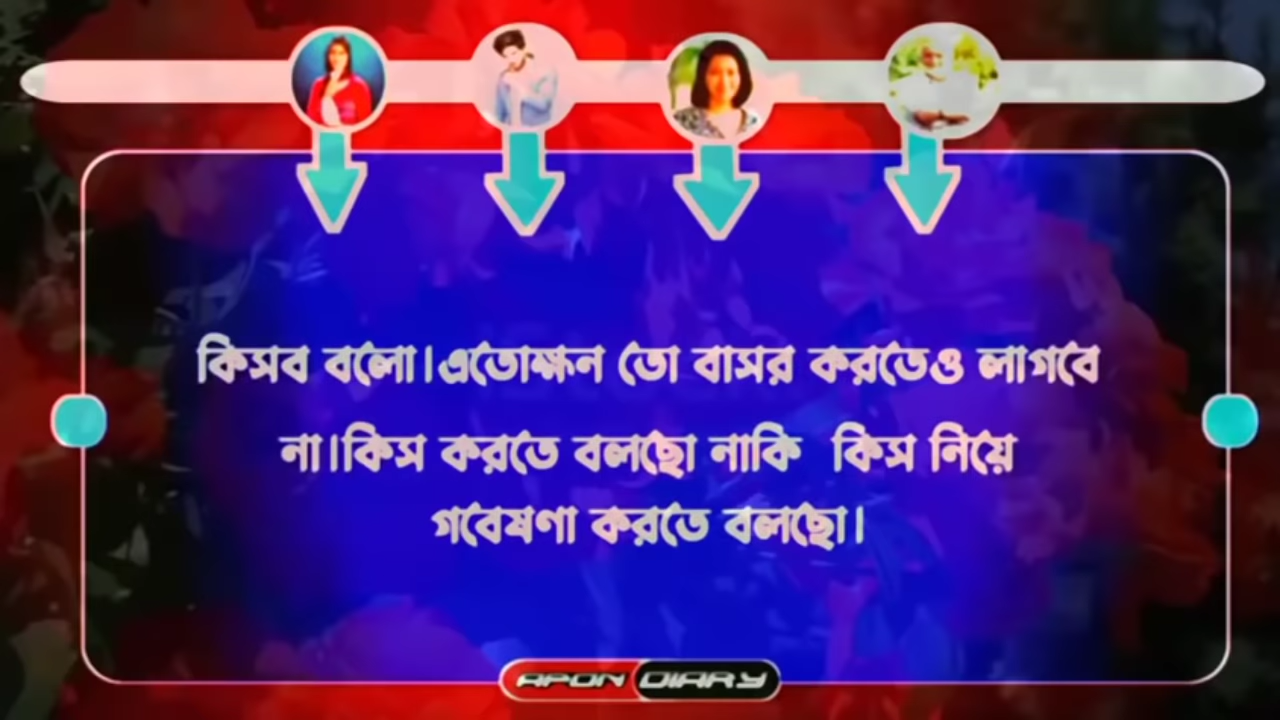 কিসব বলো।এতোক্ষন তো বাসর করতেও লাগবে
না।কিস করতে বলছো নাকি কিস নিয়ে
গবেষণা করতে বলছো।
APON DIARY